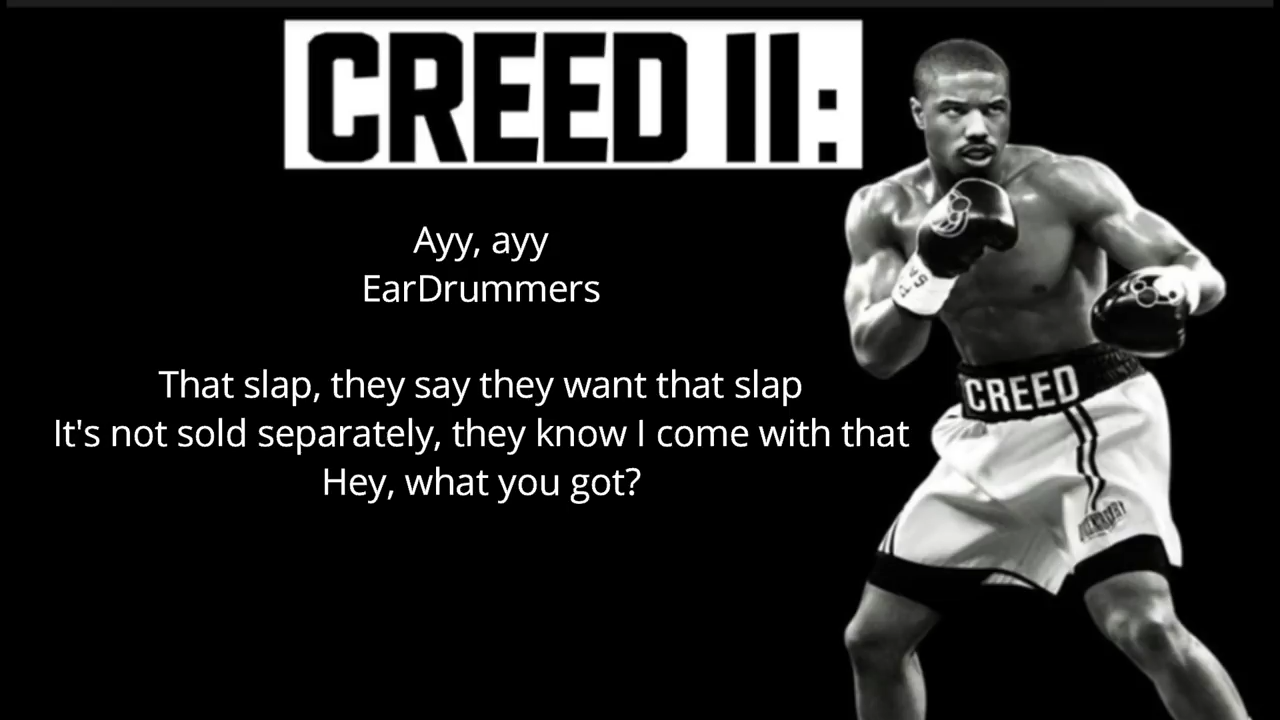 CREED II:
Ayy, ayy
EarDrummers
That slap, they say they want that slap
It's not sold separately, they know I come with that
Hey, what you got?
CREED